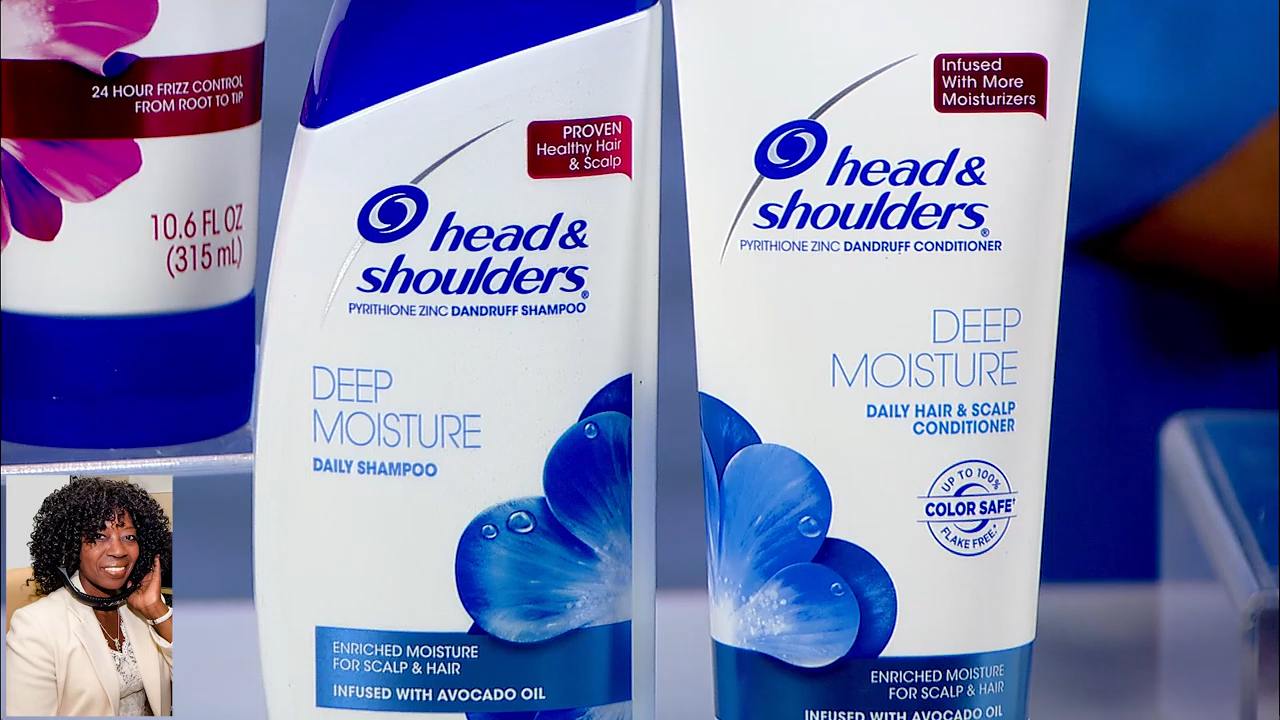 24 HOUR FRIZZ CONTROL
FROM ROOT TO TIP
10.6 FL OZ
(315 mL)
PROVEN
Healthy Hair
& Scalp
head &
shoulders®
PYRITHIONE ZINC DANDRUFF SHAMPOO
DEEP
MOISTURE
DAILY SHAMPOO
ENRICHED MOISTURE
FOR SCALP & HAIR
INFUSED WITH AVOCADO OIL
Infused
With More
Moisturizers
head &
shoulders®
PYRITHIONE ZINC DANDRUFF CONDITIONER
DEEP
MOISTURE
DAILY HAIR & SCALP
CONDITIONER
UP TO 100%
COLOR SAFE†
FLAKE FREE*
ENRICHED MOISTURE
FOR SCALP & HAIR
INFUSED WITH AVOCADO OIL